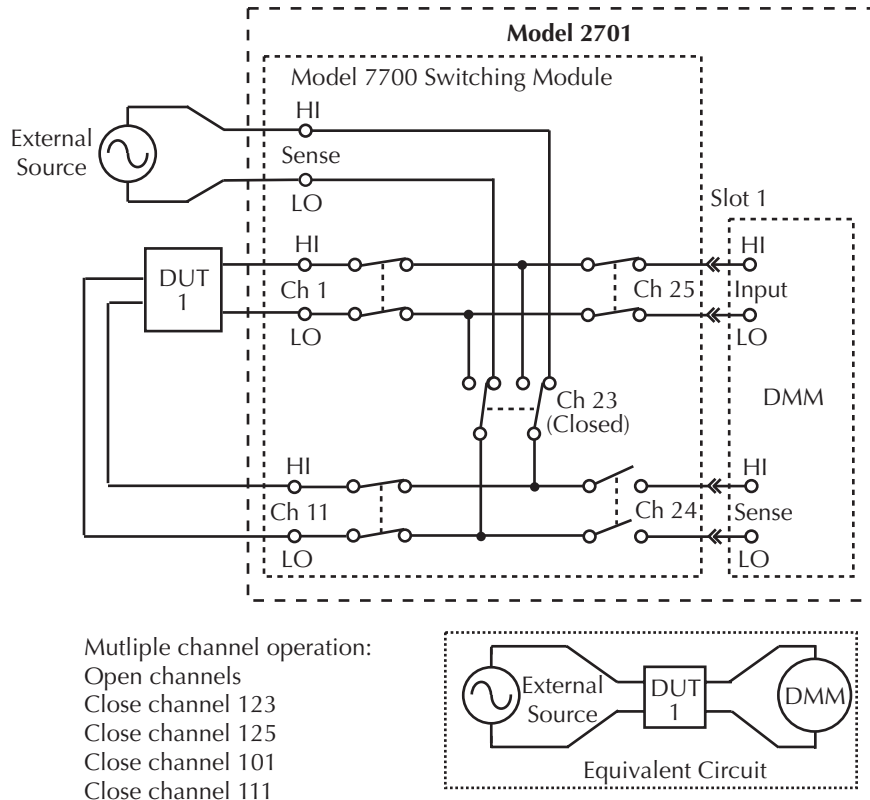 Model 2701
Model 7700 Switching Module
HI
External
Source
Sense
LO
Slot 1
HI
HI
DUT
1
Ch 1
Ch 25
Input
LO
LO
Ch 23
(Closed)
DMM
HI
HI
Ch 11
Ch 24
Sense
LO
LO
Mutliple channel operation:
Open channels
Close channel 123
Close channel 125
Close channel 101
Close channel 111
External
Source
DUT
1
DMM
Equivalent Circuit